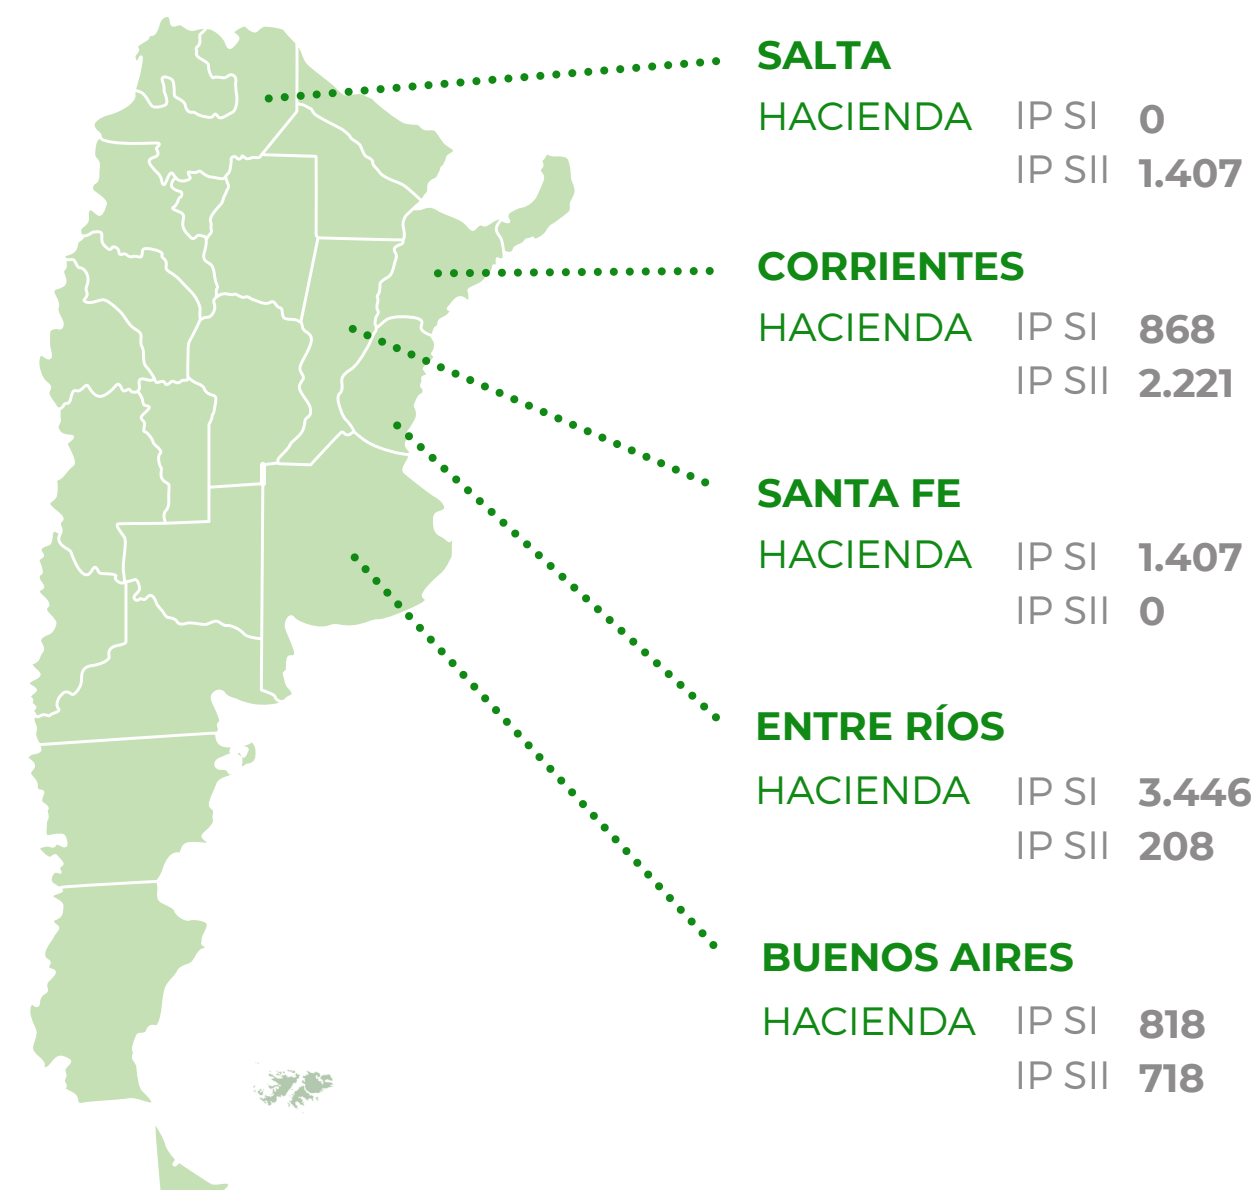 SALTA
HACIENDA IP SI 0
IP SII 1.407
CORRIENTES
HACIENDA IP SI 868
IP SII 2.221
SANTA FE
HACIENDA IP SI 1.407
IP SII 0
ENTRE RÍOS
HACIENDA IP SI 3.446
IP SII 208
BUENOS AIRES
HACIENDA IP SI 818
IP SII 718